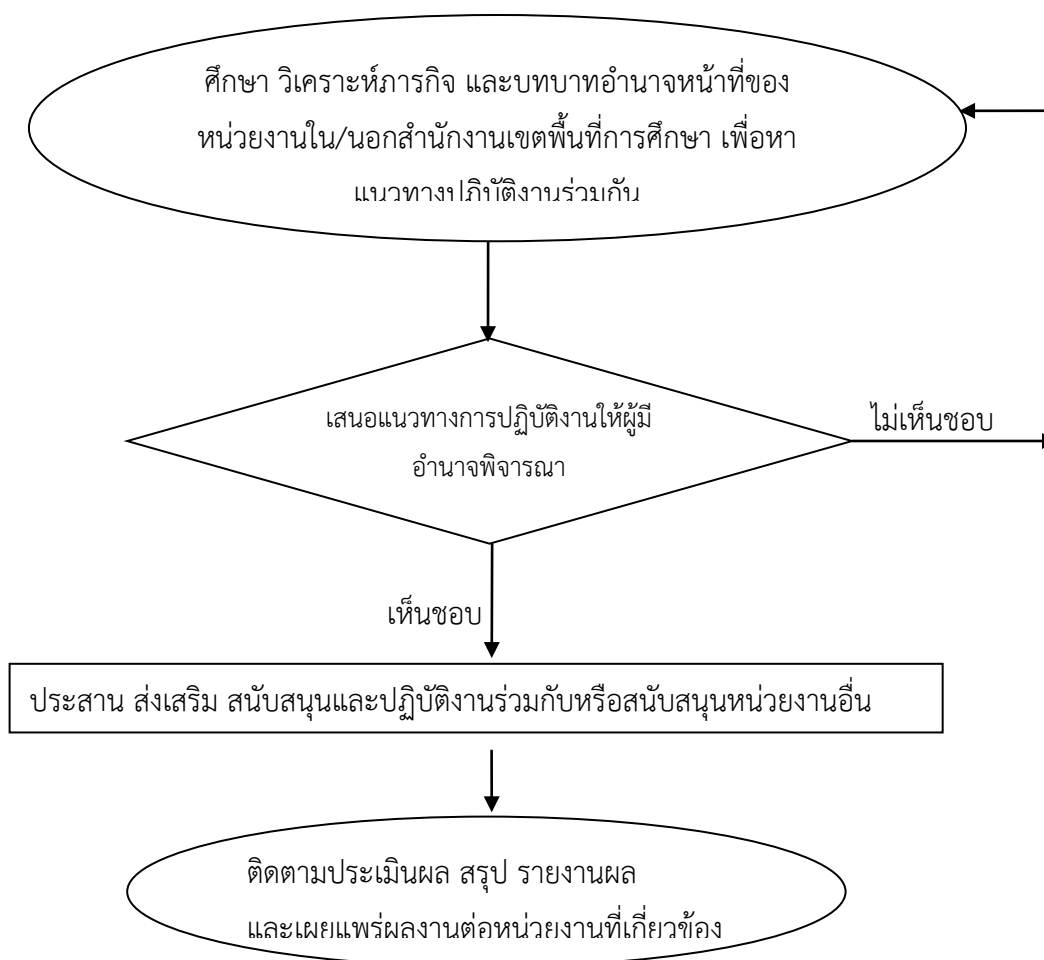 ศึกษา วิเคราะห์ภารกิจ และบทบาทอำนาจหน้าที่ของ
หน่วยงานใน/นอกสำนักงานเขตพื้นที่การศึกษา เพื่อหา
แนวทางปฏิบัติงานร่วมกัน
เสนอแนวทางการปฏิบัติงานให้ผู้มี
อำนาจพิจารณา
ไม่เห็นชอบ
เห็นชอบ
ประสาน ส่งเสริม สนับสนุนและปฏิบัติงานร่วมกับหรือสนับสนุนหน่วยงานอื่น
ติดตามประเมินผล สรุป รายงานผล
และเผยแพร่ผลงานต่อหน่วยงานที่เกี่ยวข้อง